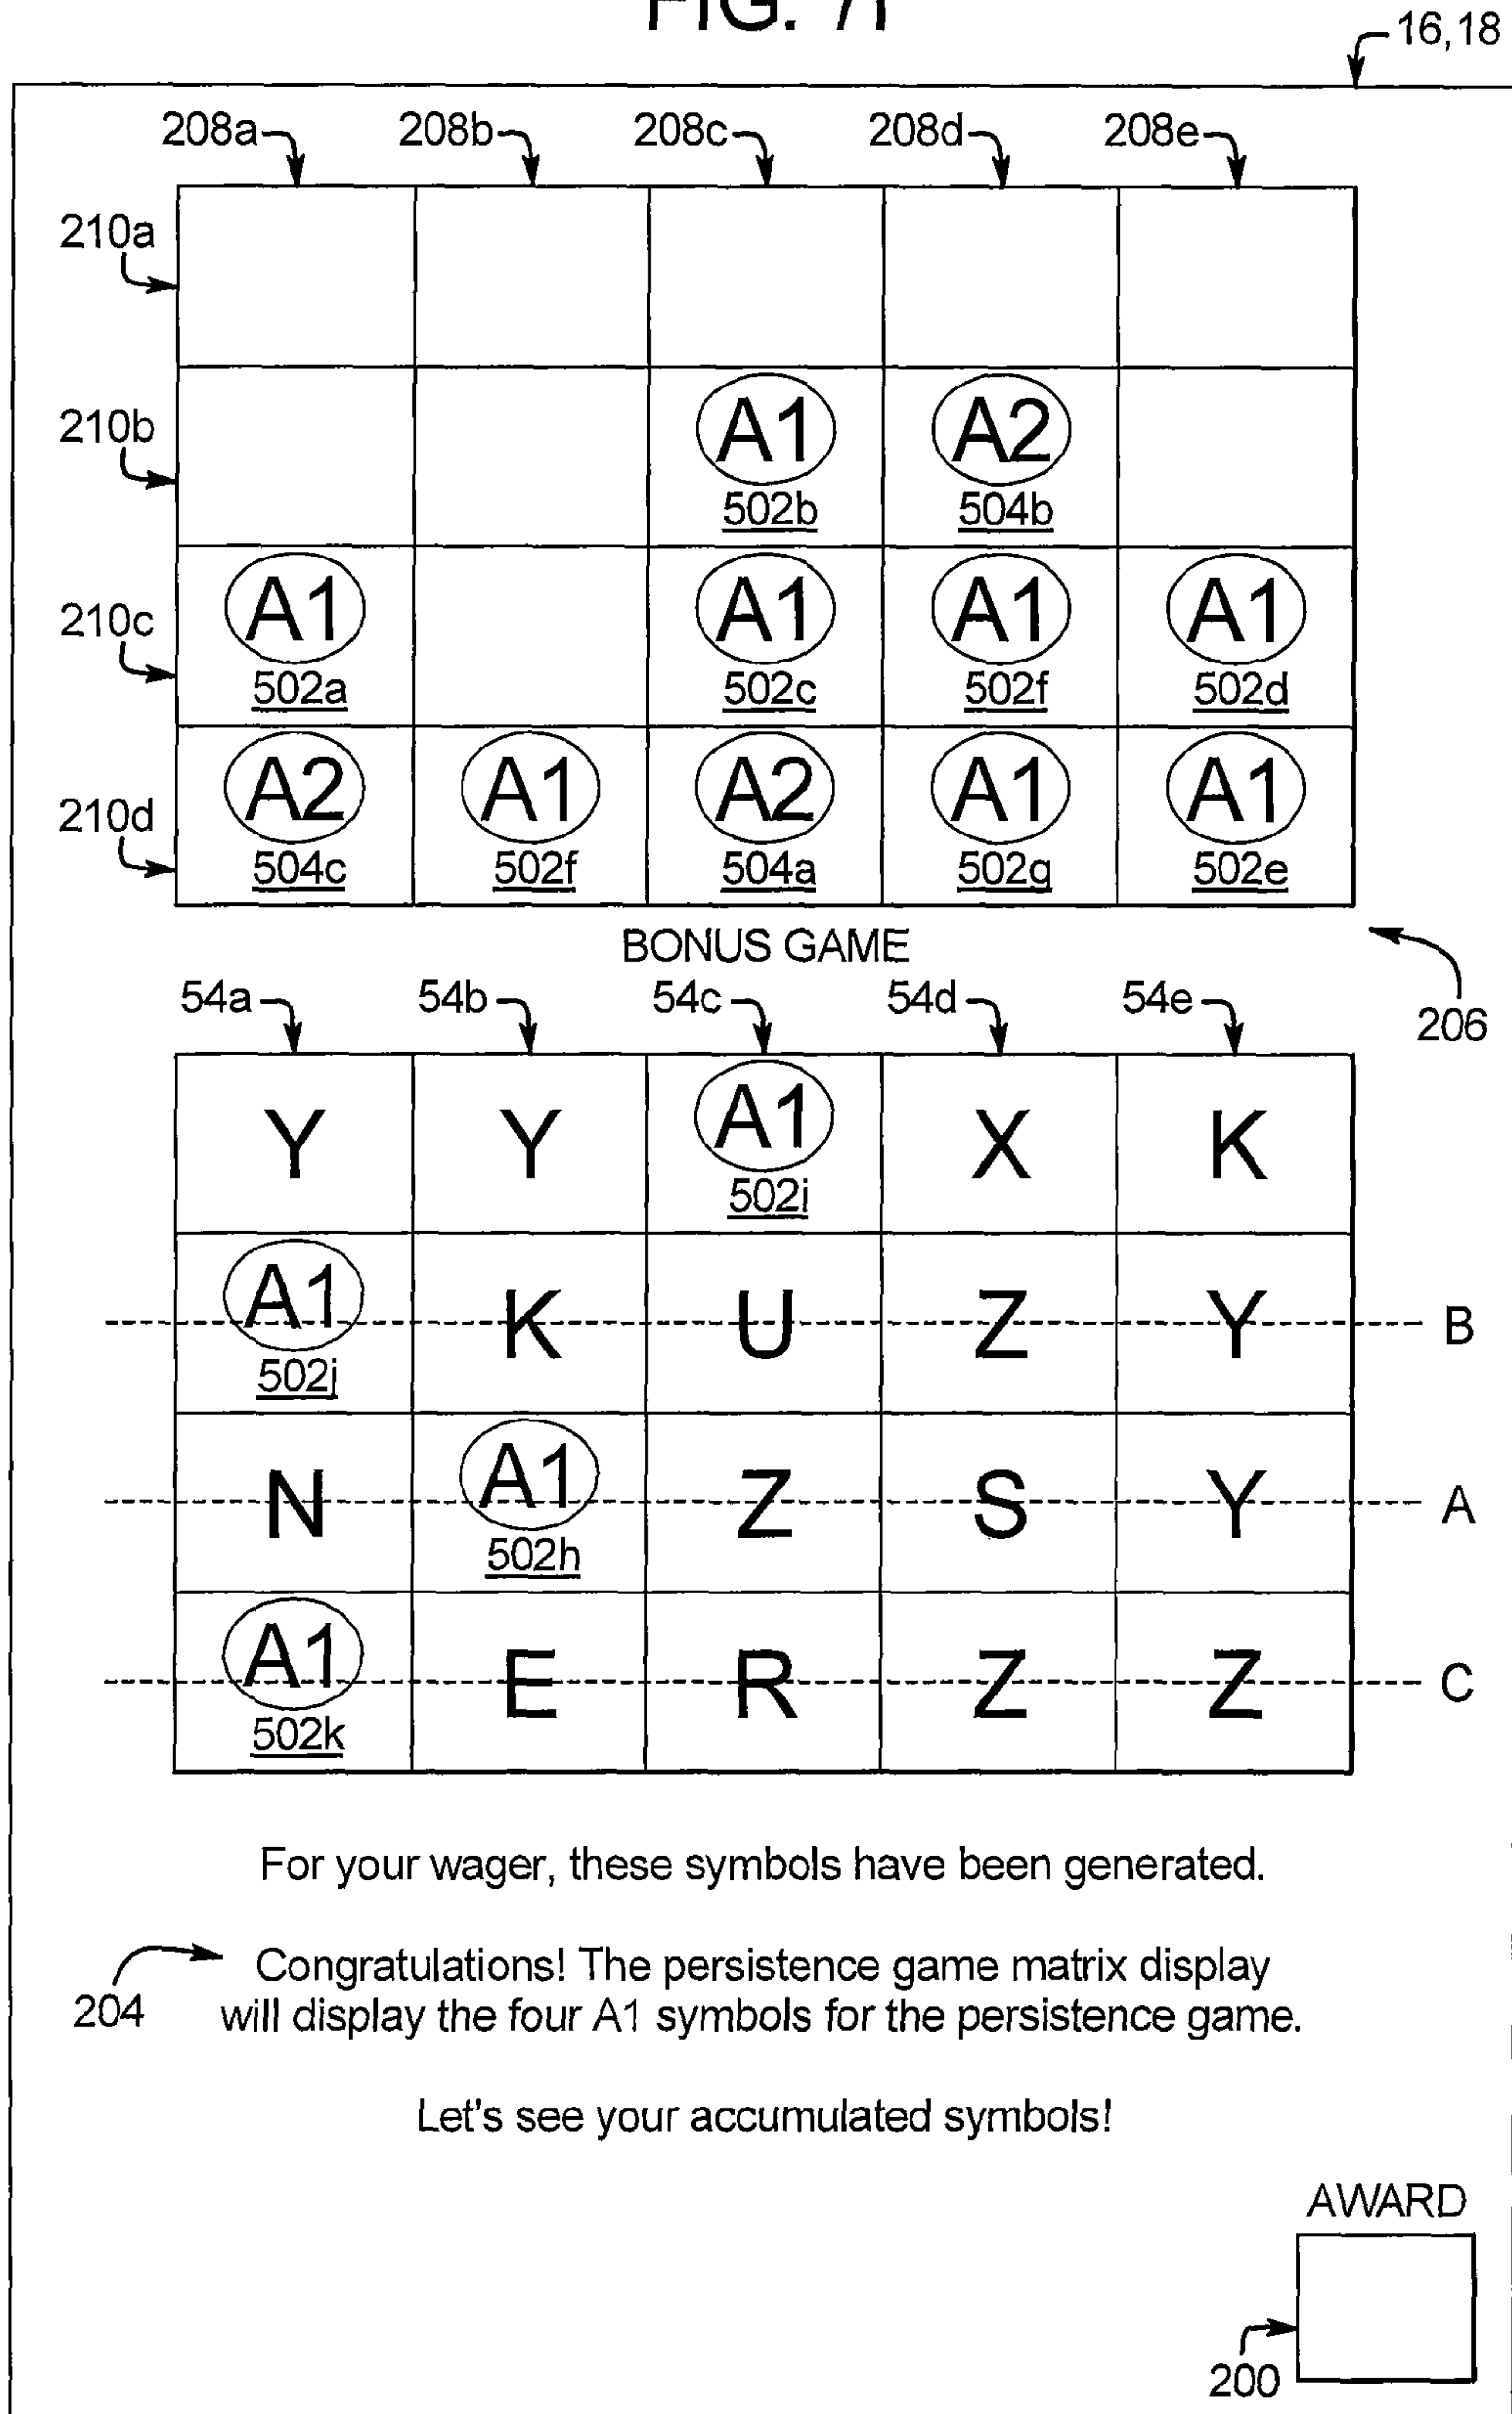 FIG. 7I
16,18
208a 208b 208c 208d 208e
210a
210b
A1 A2
502b 504b
210c
A1 A1 A1 A1
502a 502c 502f 502d
210d
A2 A1 A2 A1 A1
504c 502f 504a 502g 502e
BONUS GAME
206
54a 54b 54c 54d 54e
Y Y A1 X K
502i
A1 K U Z Y B
502j
N A1 Z S Y A
502h
A1 E R Z Z C
502k
For your wager, these symbols have been generated.
204
Congratulations! The persistence game matrix display
will display the four A1 symbols for the persistence game.
Let's see your accumulated symbols!
AWARD
200